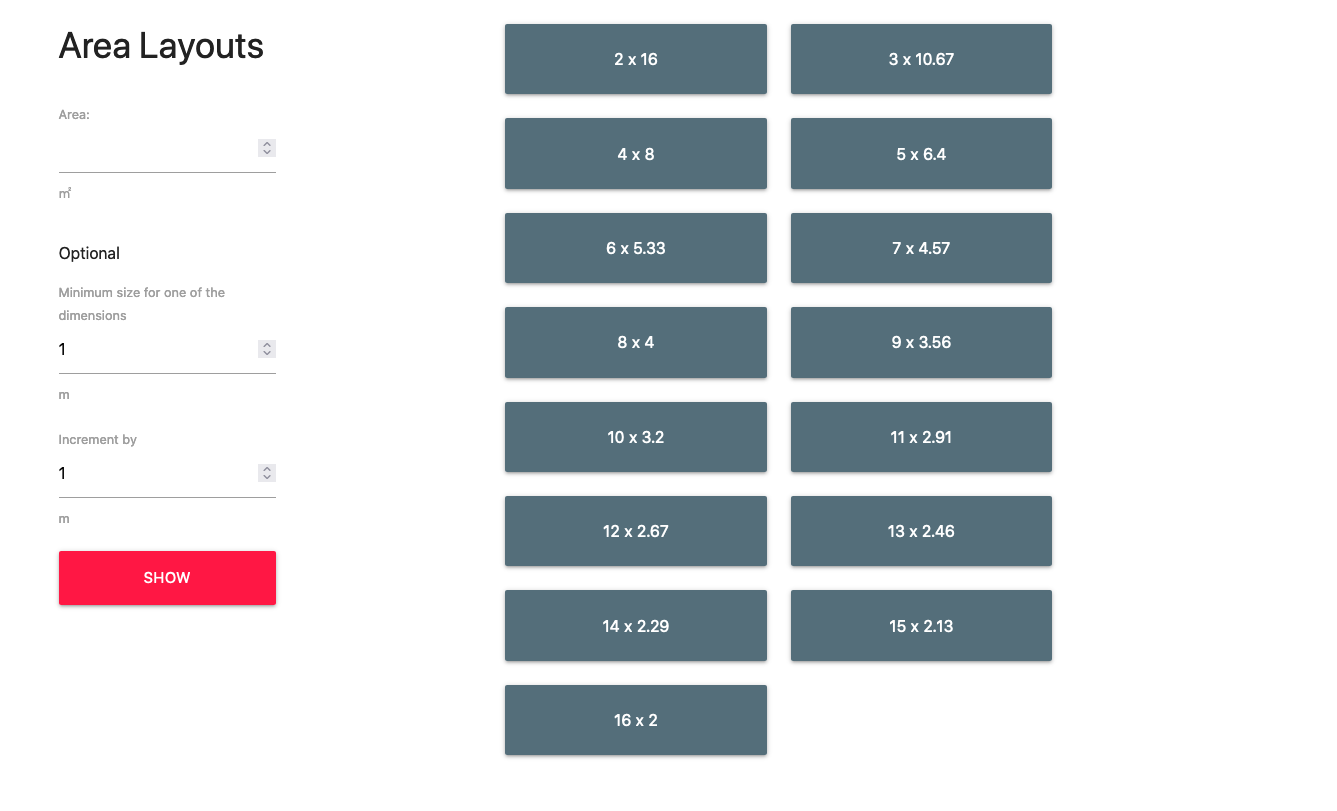 Area Layouts
Area:
㎡
Optional
Minimum size for one of the
dimensions
1
m
Increment by
1
m
SHOW
2 x 16
3 x 10.67
4 x 8
5 x 6.4
6 x 5.33
7 x 4.57
8 x 4
9 x 3.56
10 x 3.2
11 x 2.91
12 x 2.67
13 x 2.46
14 x 2.29
15 x 2.13
16 x 2